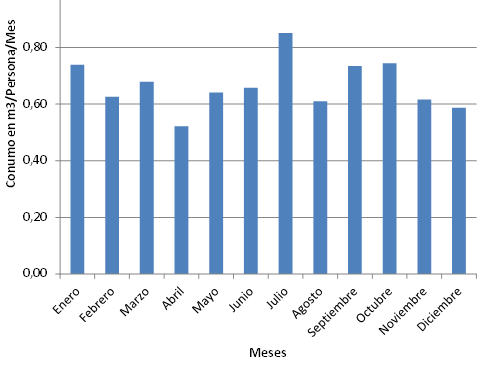 Conumo en m3/Persona/Mes
0,80
0,60
0,40
0,20
0,00
Enero
Febrero
Marzo
Abril
Mayo
Junio
Julio
Agosto
Septiembre
Octubre
Noviembre
Diciembre
Meses